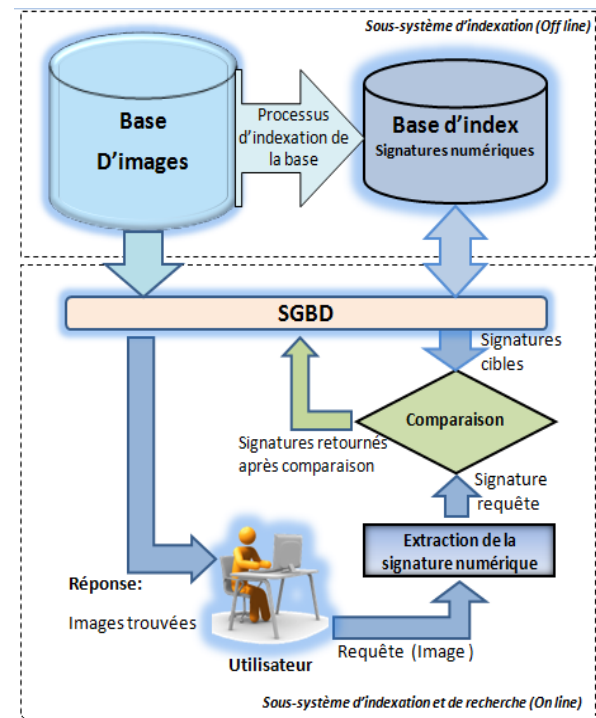 Sous-système d'indexation (Off line)
Base
D'images
Processus
d'indexation de
la base
Base d'index
Signatures numériques
SGBD
Signatures
cibles
Comparaison
Signatures retournés
après comparaison
Signature
requête
Extraction de la
signature numérique
Réponse:
Images trouvées
Utilisateur
Requête (Image )
Sous-système d'indexation et de recherche (On line)